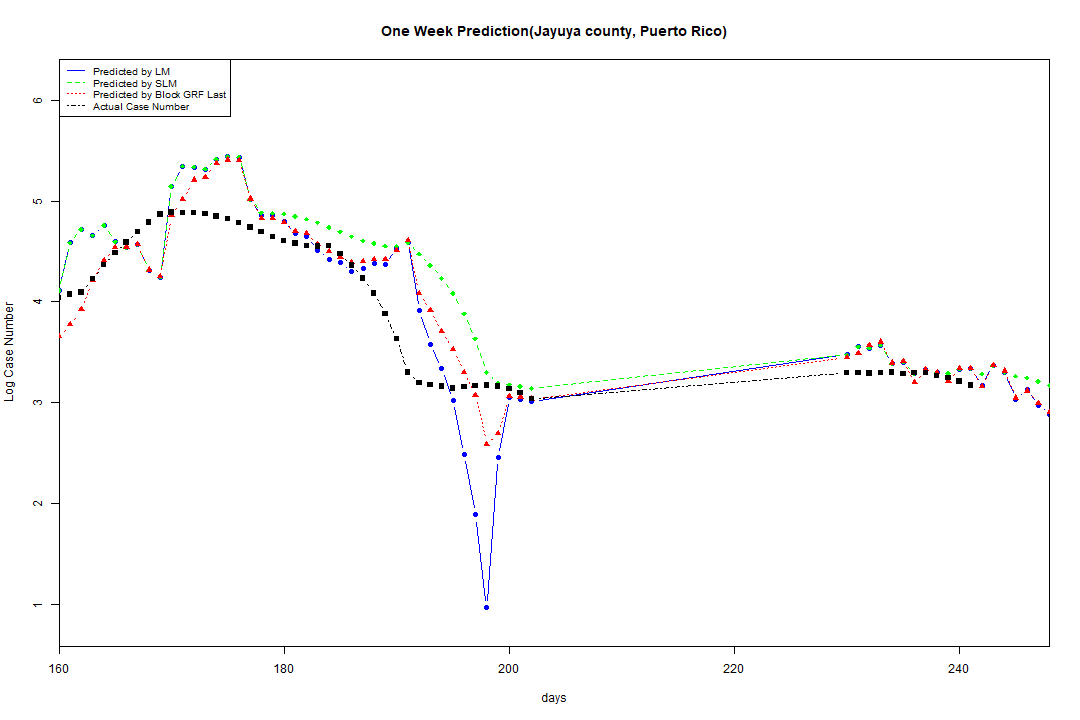 One Week Prediction(Jayuya county, Puerto Rico)
Predicted by LM
Predicted by SLM
Predicted by Block GRF Last
Actual Case Number
6
5
4
3
2
1
Log Case Number
160 180 200 220 240
days